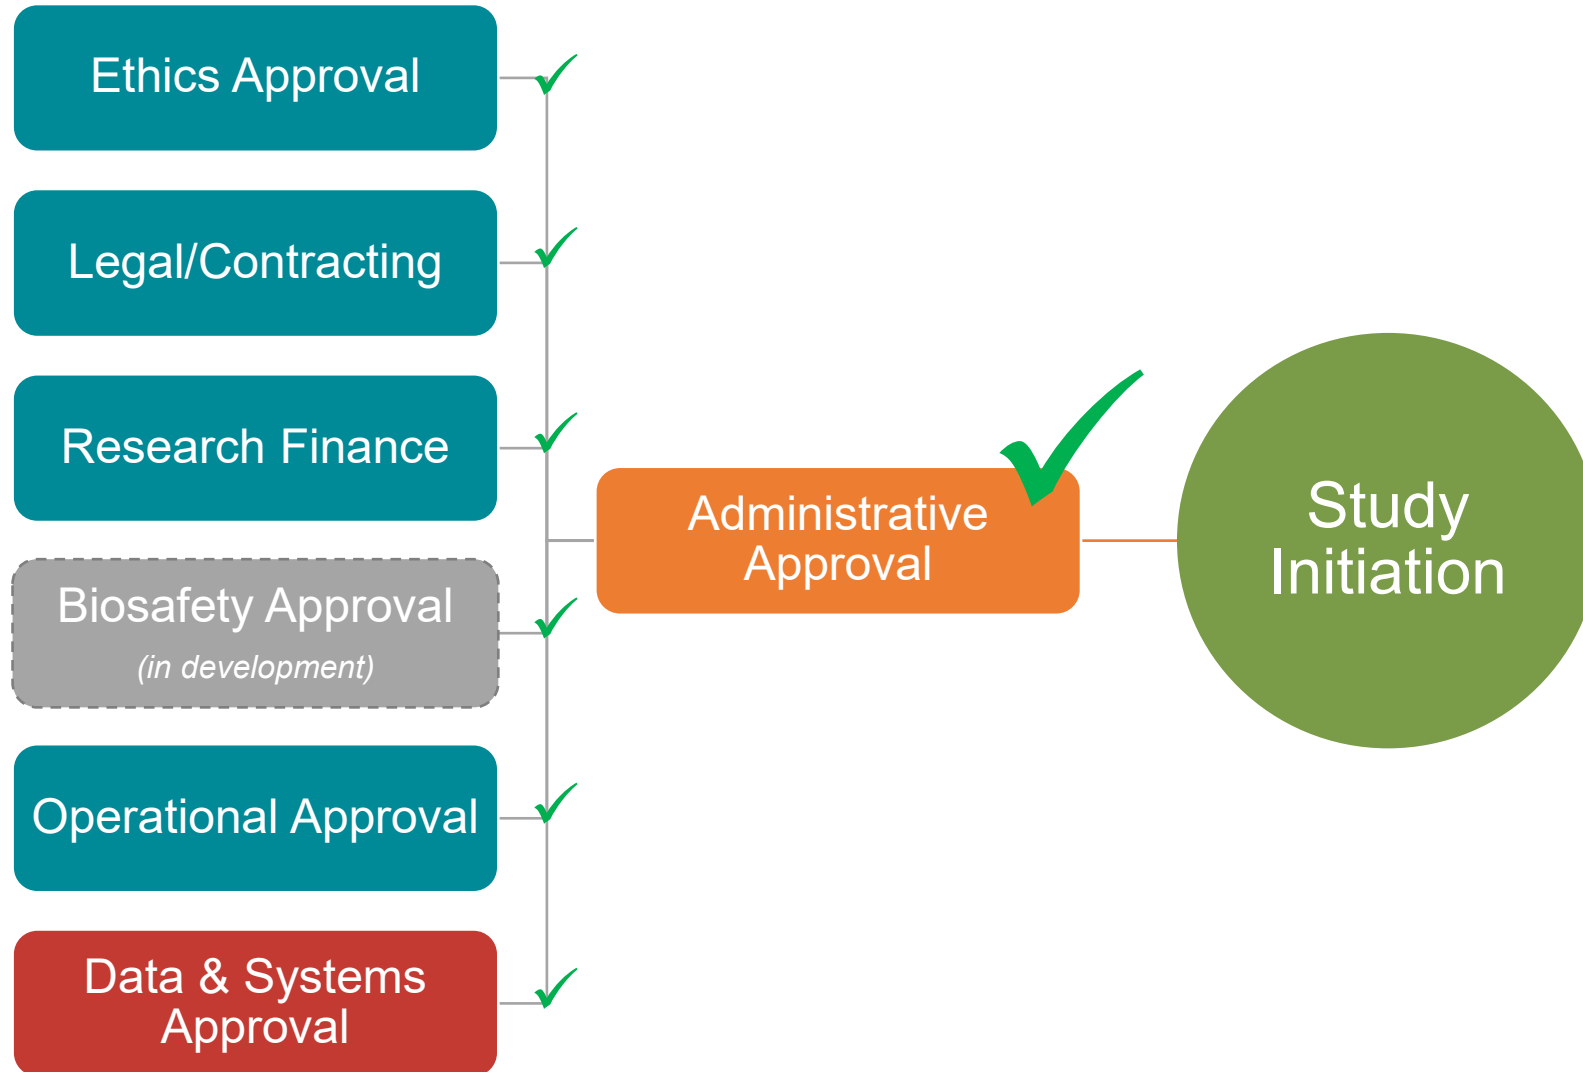 Ethics Approval
Legal/Contracting
Research Finance
Biosafety Approval
(in development)
Operational Approval
Data & Systems
Approval
Administrative
Approval
Study
Initiation